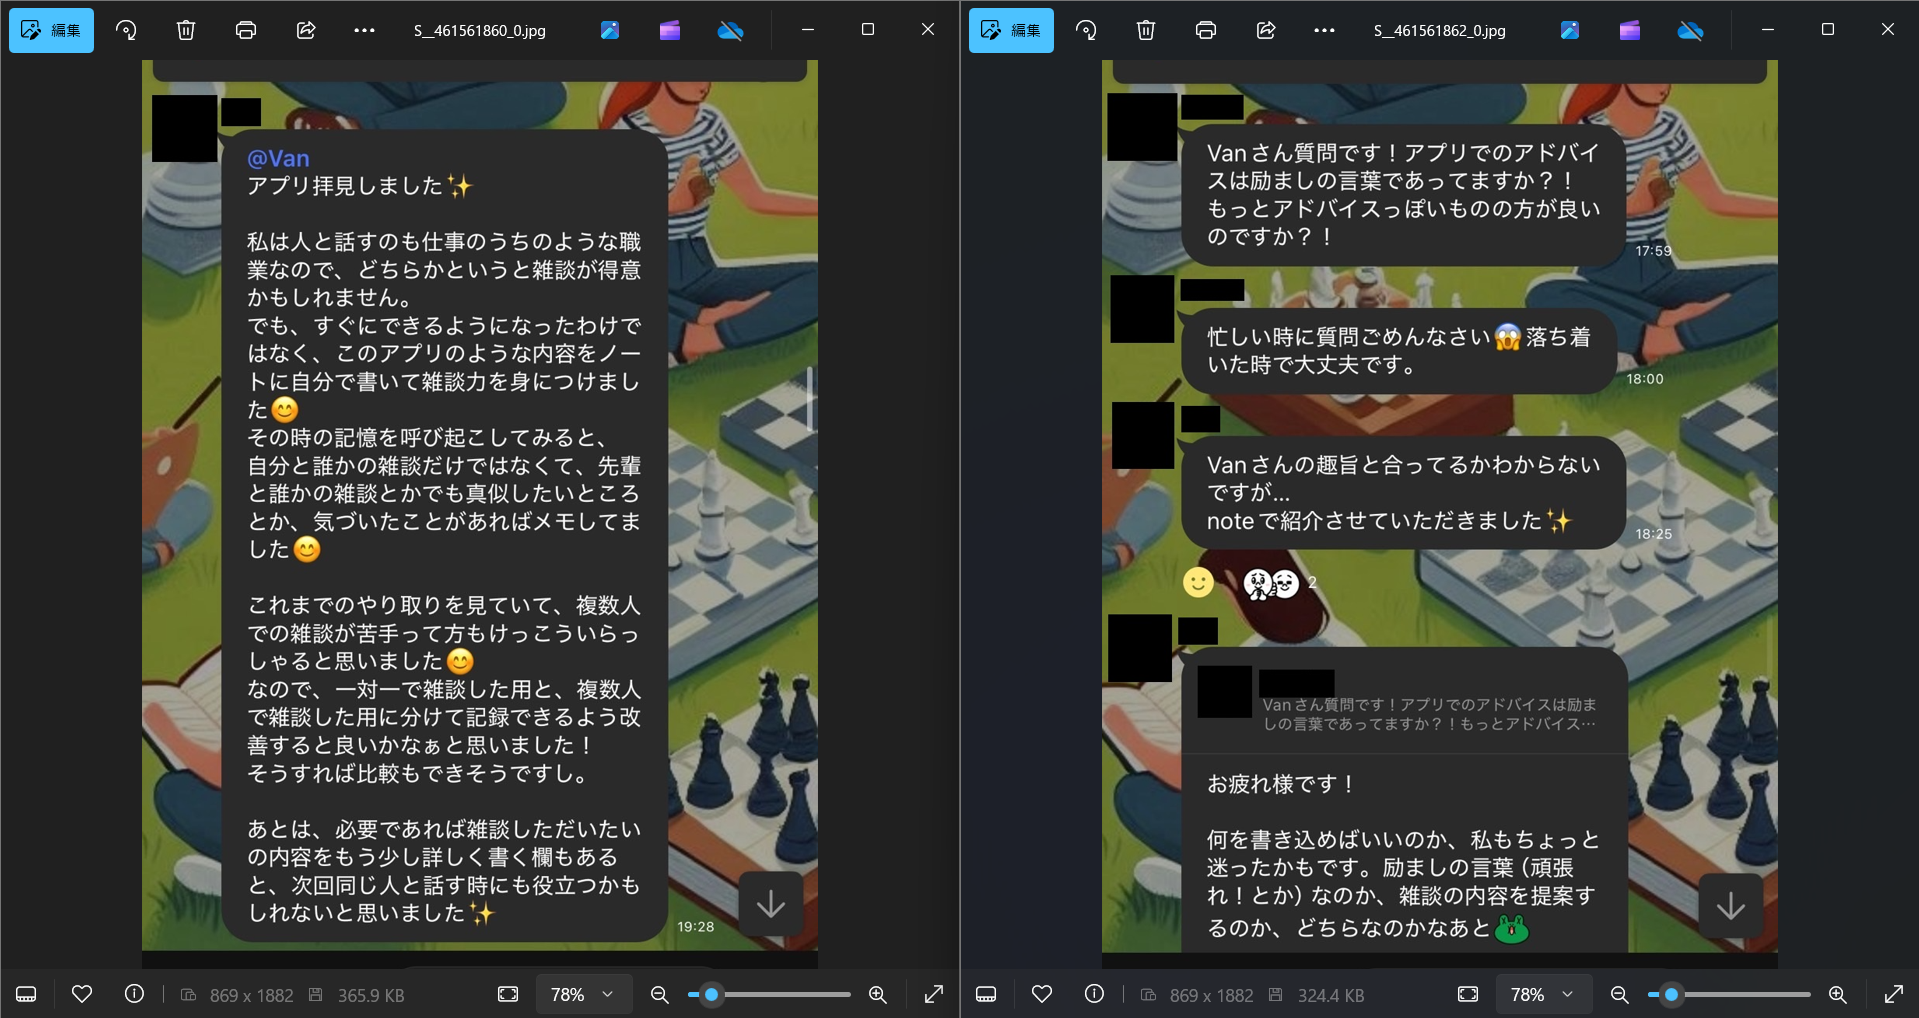 編集
S__461561860_0.jpg
@Van
アプリ拝見しました✨
私は人と話すのも仕事のうちのような職
業なので、どちらかというと雑談が得意
かもしれません。
でも、すぐにできるようになったわけで
はなく、このアプリのような内容をノー
トに自分で書いて雑談力を身につけまし
た😊
その時の記憶を呼び起こしてみると、
自分と誰かの雑談だけではなくて、先輩
と誰かの雑談とかでも真似したいところ
とか、気づいたことがあればメモしてま
した😊
これまでのやり取りを見ていて、複数人
での雑談が苦手って方もけっこういらっ
しゃると思いました😊
なので、一対一で雑談した用と、複数人
で雑談した用に分けて記録できるよう改
善すると良いかなぁと思いました！
そうすれば比較もできそうですし。
あとは、必要であれば雑談しただいたい
の内容をもう少し詳しく書く欄もある
と、次回同じ人と話す時にも役立つかも
しれないと思いました✨
19:28
869 x 1882
365.9 KB
78%
編集
S__461561862_0.jpg
Vanさん質問です！アプリでのアドバイ
スは励ましの言葉であってますか？！
もっとアドバイスっぽいものの方が良い
のですか？！
17:59
忙しい時に質問ごめんなさい😱落ち着
いた時で大丈夫です。
18:00
Vanさんの趣旨と合ってるかわからない
ですが...
noteで紹介させていただきました✨
18:25
2
Vanさん質問です！アプリでのアドバイスは励ま
しの言葉であってますか？！もっとアドバイス…
お疲れ様です！
何を書き込めばいいのか、私もちょっと
迷ったかもです。励ましの言葉（頑張
れ！とか）なのか、雑談の内容を提案す
るのか、どちらなのかなあと
869 x 1882
324.4 KB
78%